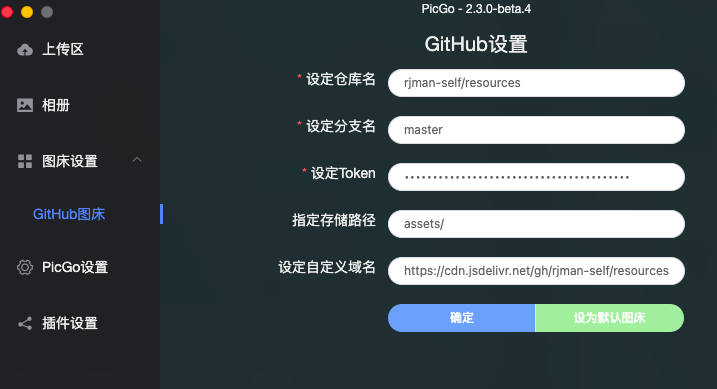 PicGo - 2.3.0-beta.4
上传区
相册
图床设置
GitHub图床
PicGo设置
插件设置
GitHub设置
* 设定仓库名
rjman-self/resources
* 设定分支名
master
* 设定Token
••••••••••••••••••••••••••••••••••••••••
指定存储路径
assets/
设定自定义域名
https://cdn.jsdelivr.net/gh/rjman-self/resources
确定
设为默认图床